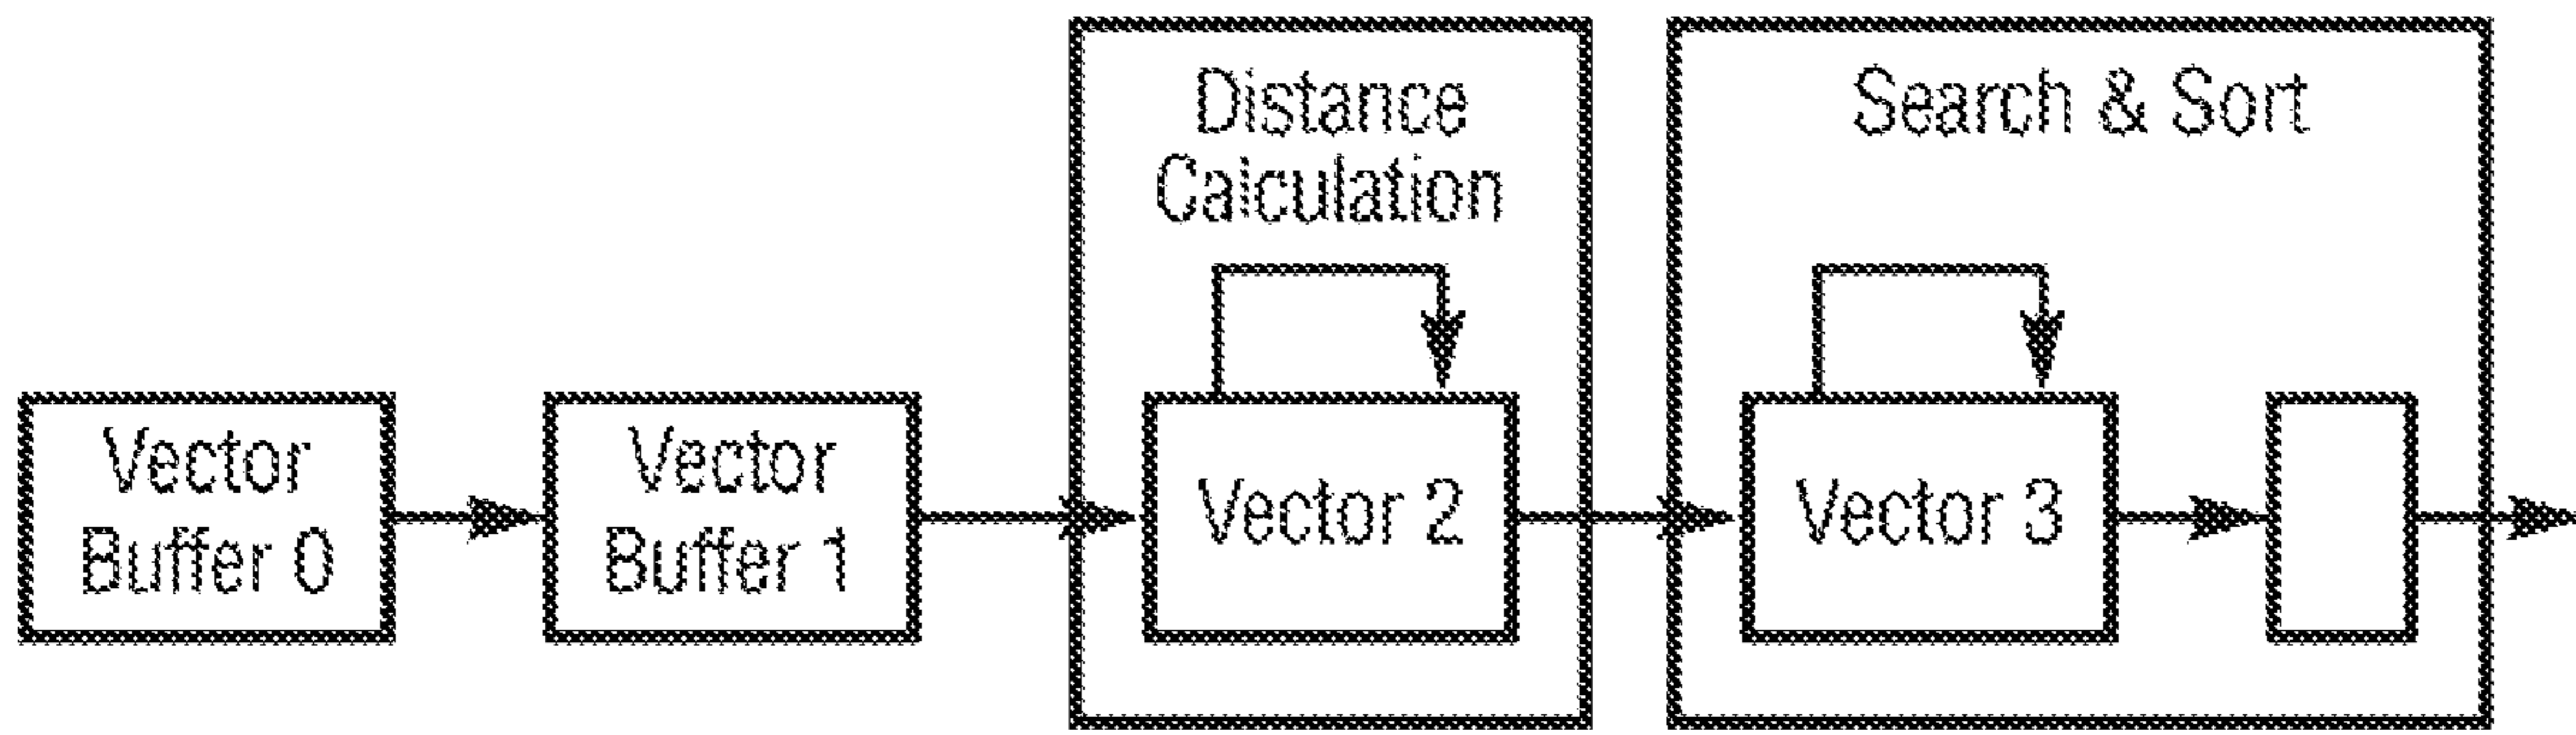 Distance
Calculation
Search & Sort
Vector
Buffer 0
Vector
Buffer 1
Vector 2
Vector 3